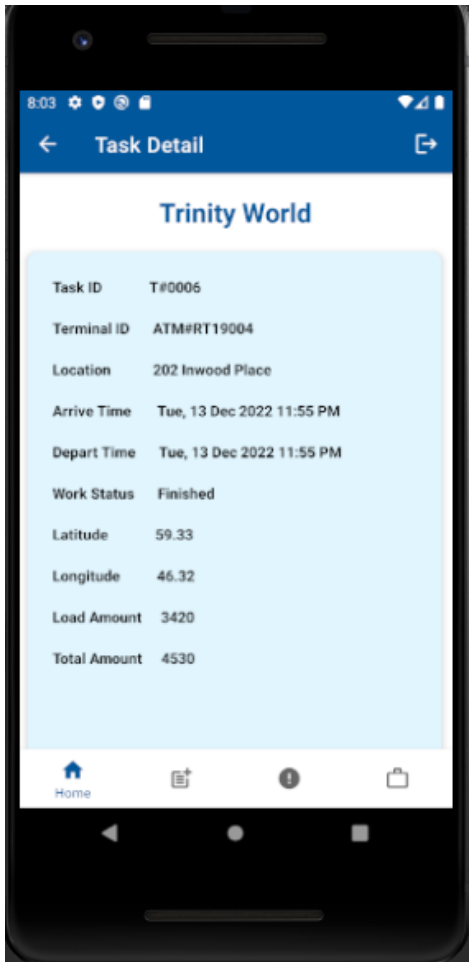 8:03
Task Detail
Trinity World
Task ID T#0006
Terminal ID ATM#RT19004
Location 202 Inwood Place
Arrive Time Tue, 13 Dec 2022 11:55 PM
Depart Time Tue, 13 Dec 2022 11:55 PM
Work Status Finished
Latitude 59.33
Longitude 46.32
Load Amount 3420
Total Amount 4530
Home